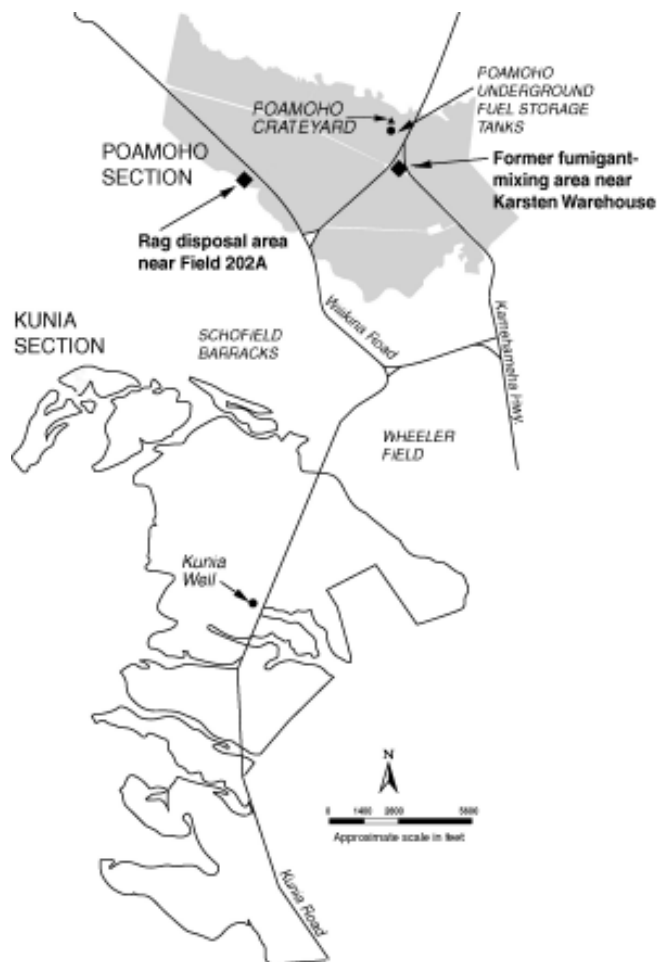 POAMOHO
UNDERGROUND
FUEL STORAGE
TANKS
POAMOHO
CRATEYARD
POAMOHO
SECTION
Former fumigant-
mixing area near
Karsten Warehouse
Rag disposal area
near Field 202A
KUNIA
SECTION
SCHOFIELD
BARRACKS
Wilikina Road
Kamehameha Hwy.
WHEELER
FIELD
Kunia
Well
N
0 1400 2800 5600
Approximate scale in feet
Kunia Road